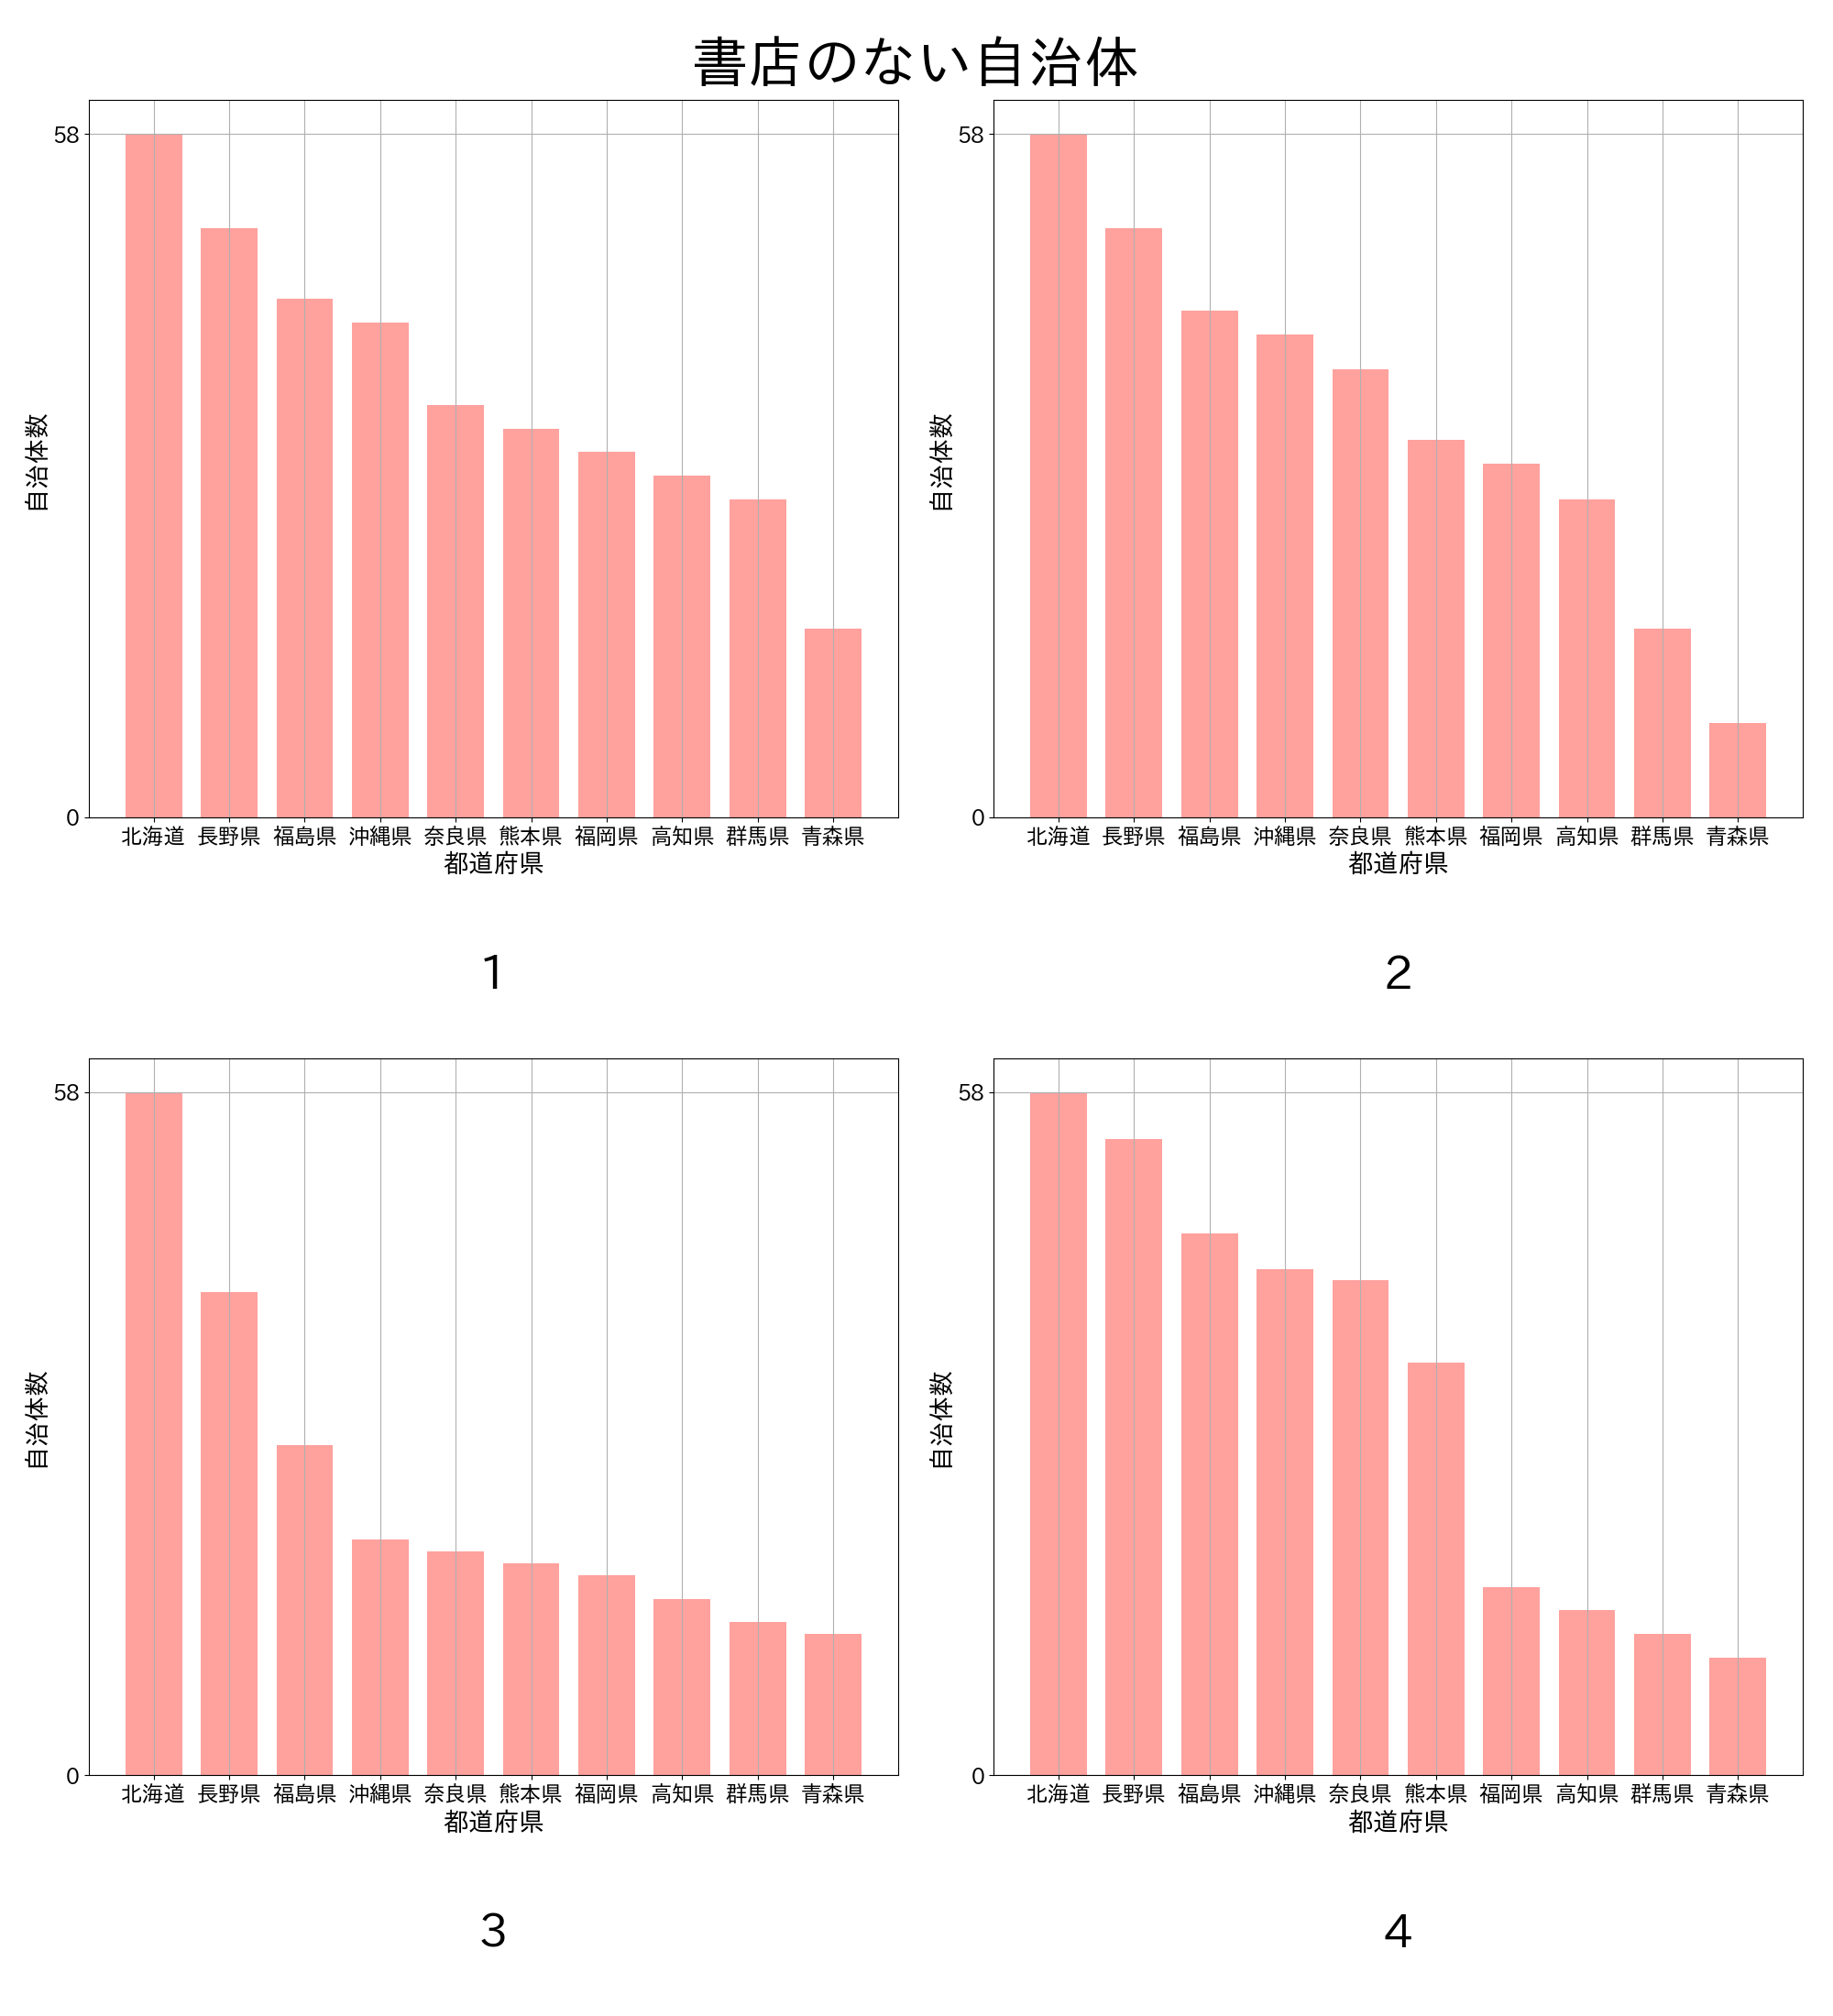 書店のない自治体
58
0
自治体数
北海道 長野県 福島県 沖縄県 奈良県 熊本県 福岡県 高知県 群馬県 青森県
都道府県
1
58
0
自治体数
北海道 長野県 福島県 沖縄県 奈良県 熊本県 福岡県 高知県 群馬県 青森県
都道府県
2
58
0
自治体数
北海道 長野県 福島県 沖縄県 奈良県 熊本県 福岡県 高知県 群馬県 青森県
都道府県
3
58
0
自治体数
北海道 長野県 福島県 沖縄県 奈良県 熊本県 福岡県 高知県 群馬県 青森県
都道府県
4